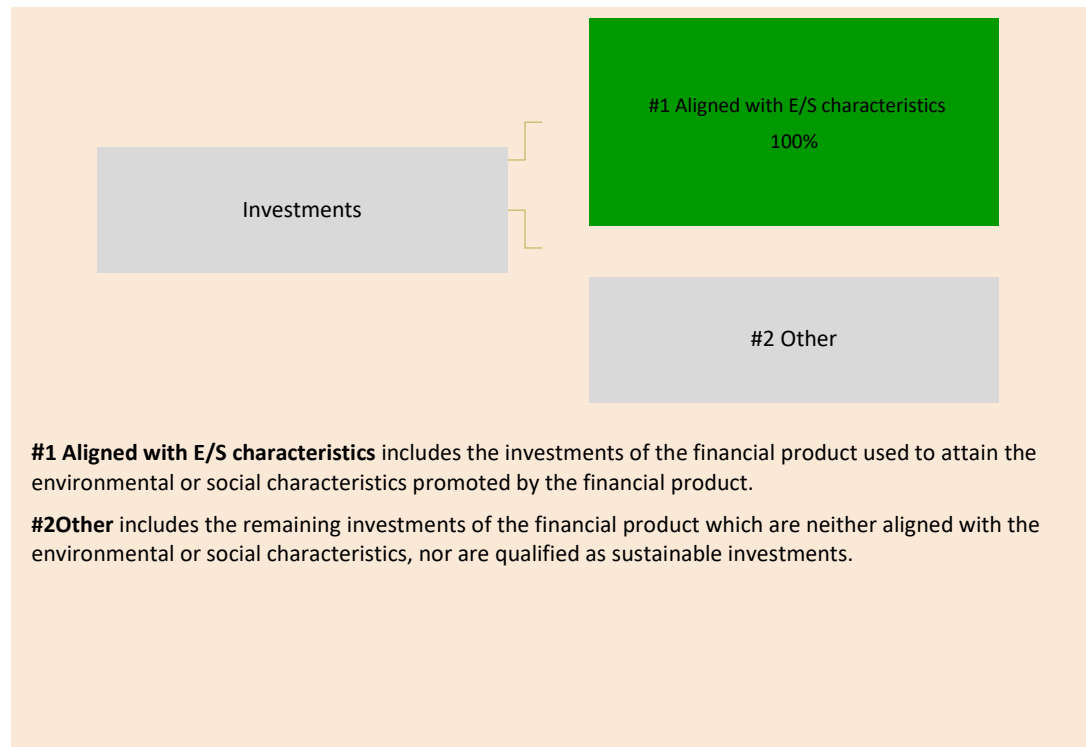 #1 Aligned with E/S characteristics
100%
Investments
#2 Other
#1 Aligned with E/S characteristics includes the investments of the financial product used to attain the
environmental or social characteristics promoted by the financial product.
#2Other includes the remaining investments of the financial product which are neither aligned with the
environmental or social characteristics, nor are qualified as sustainable investments.